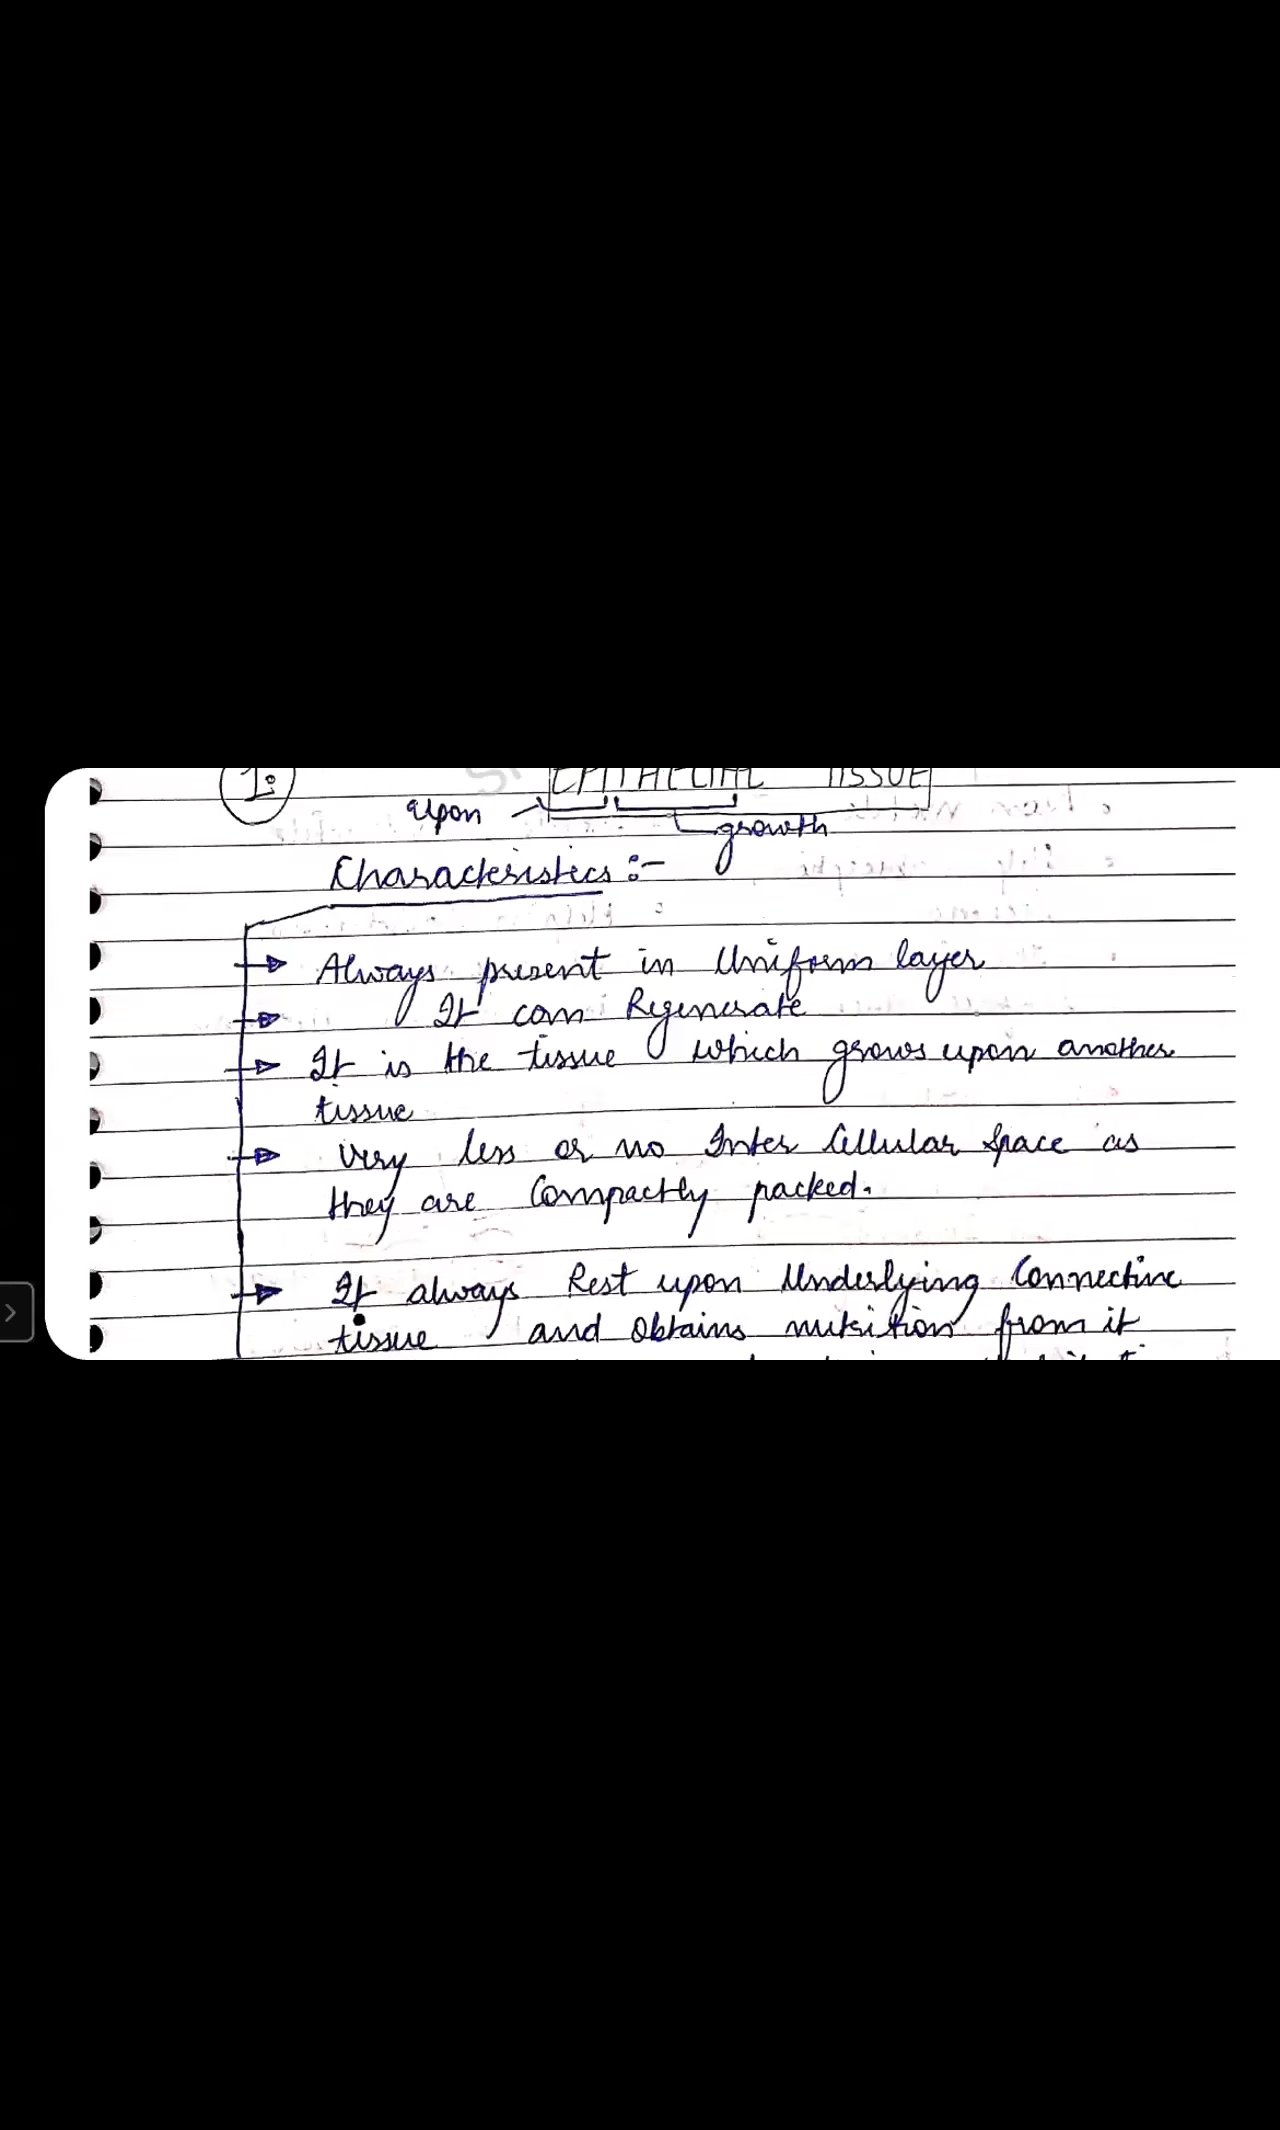 1:
EPITHELIAL TISSUE
upon
growth
Characteristics :-
Always present in Uniform layer
It can Regenerate
It is the tissue which grows upon another
tissue
Very less or no Inter Cellular Space as
they are Compactly packed.
It always Rest upon Underlying Connective
tissue and Obtains nutrition from it